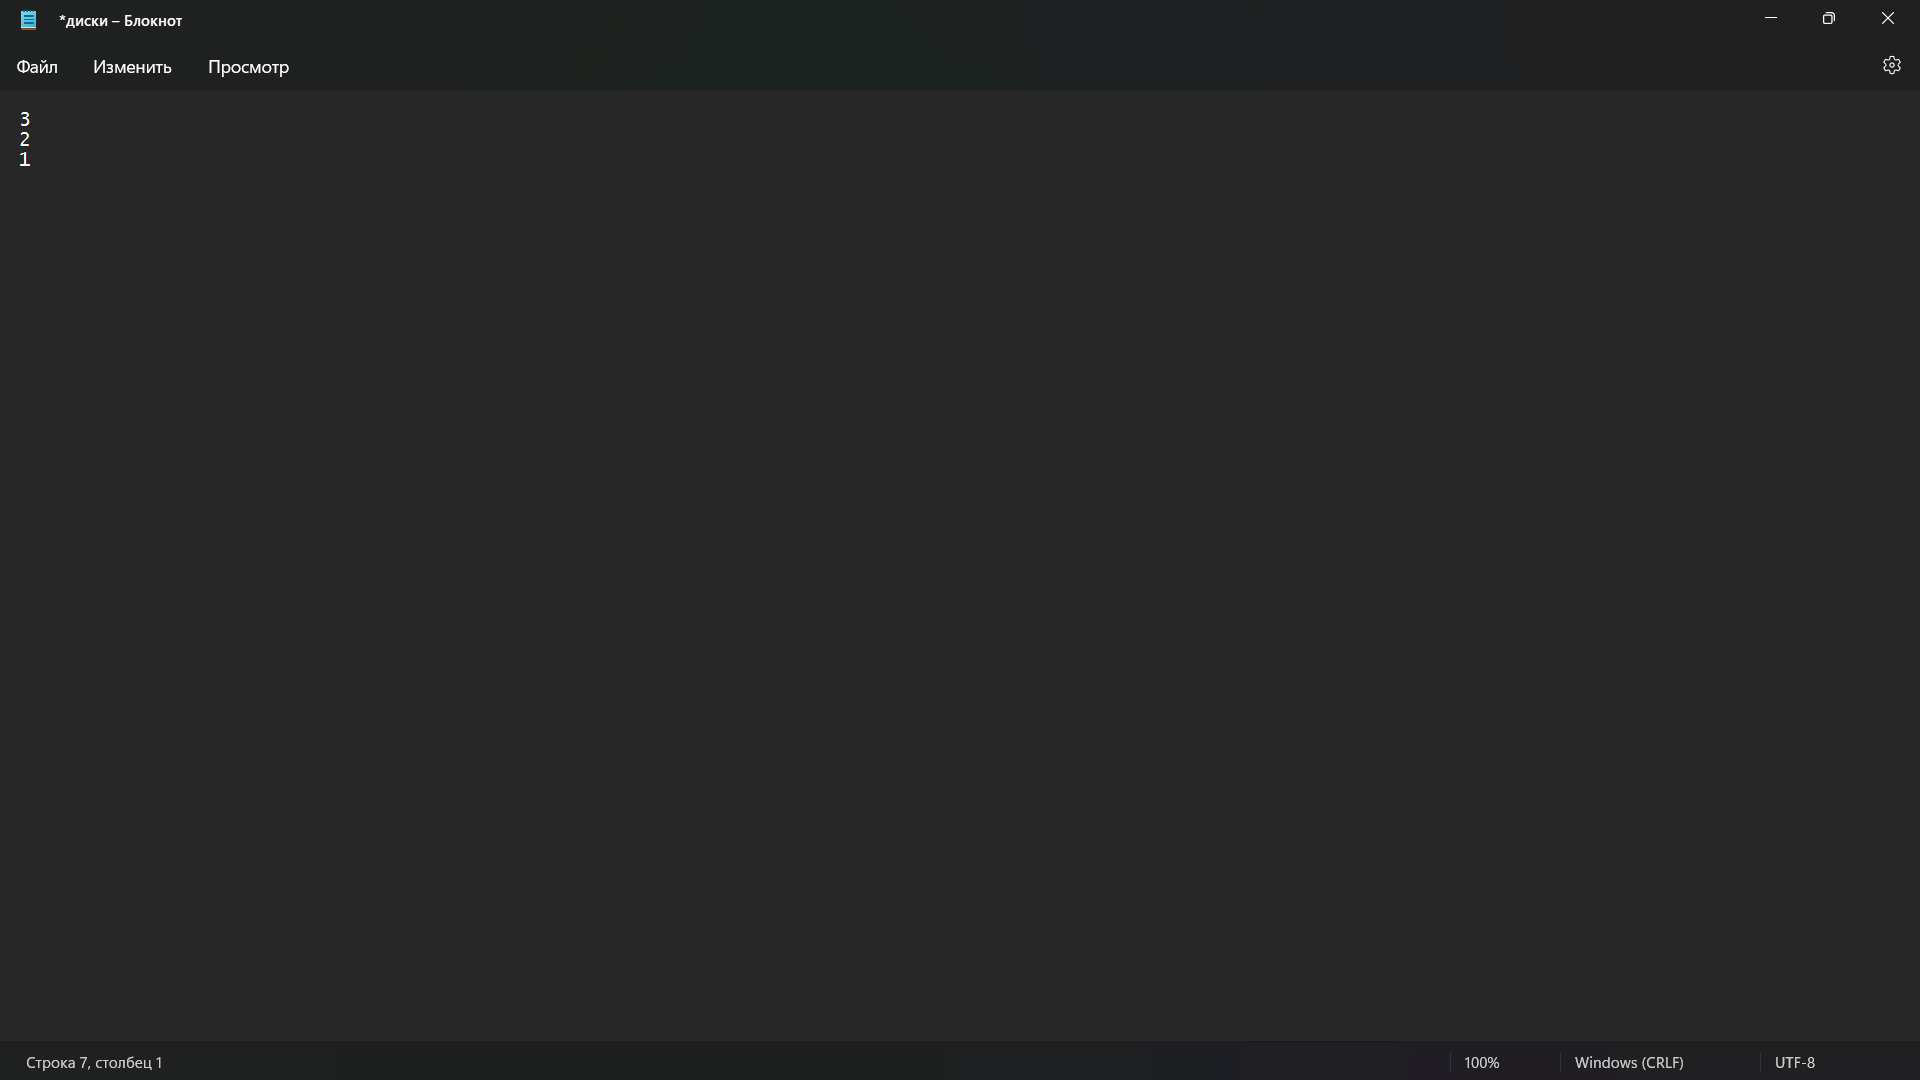 *диски – Блокнот
Файл Изменить Просмотр
3
2
1
Строка 7, столбец 1 100% Windows (CRLF) UTF-8